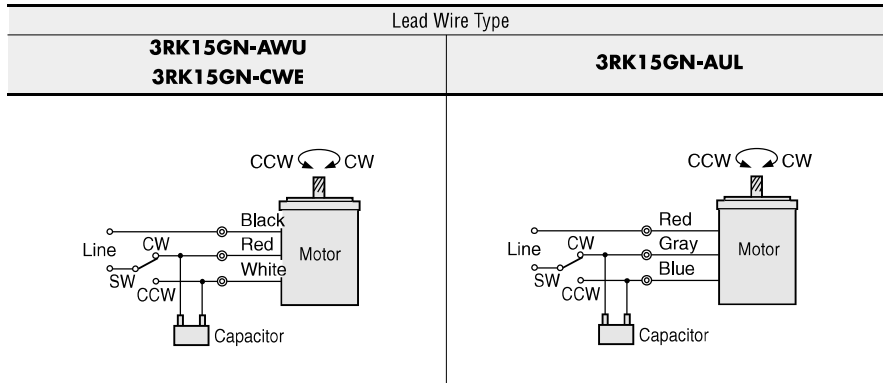 Lead Wire Type
3RK15GN-AWU
3RK15GN-CWE
3RK15GN-AUL
CCW CW
Black
Line CW Red Motor
SW White
CCW
Capacitor
CCW CW
Red
Line CW Gray Motor
SW Blue
CCW
Capacitor